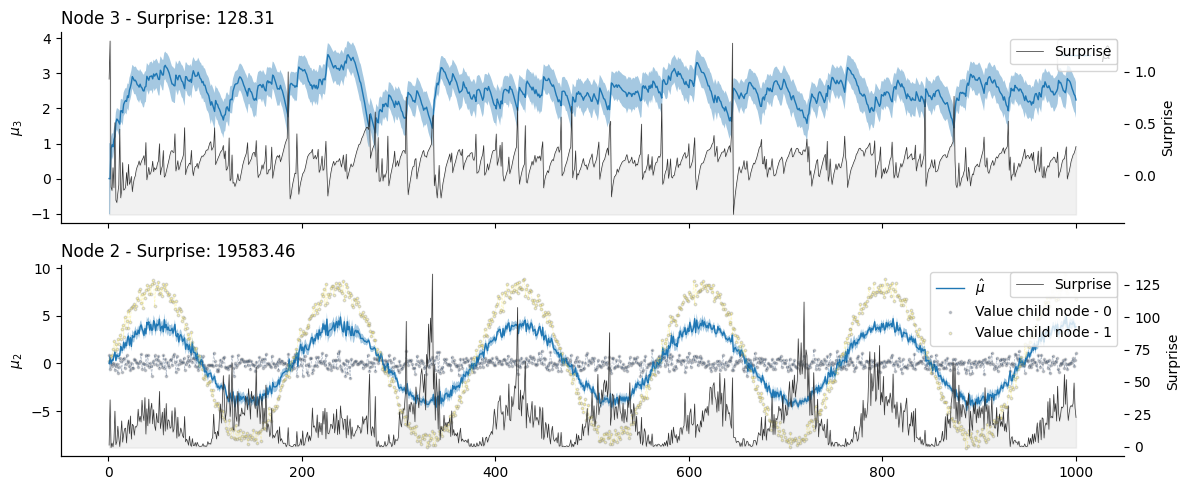 Node 3 - Surprise: 128.31
4
3
2
1
0
−1
μ₃
Surprise
1.0
0.5
0.0
Surprise
Node 2 - Surprise: 19583.46
10
5
0
−5
μ₂
μ̂
Value child node - 0
Value child node - 1
Surprise
125
100
75
50
25
0
Surprise
0
200
400
600
800
1000